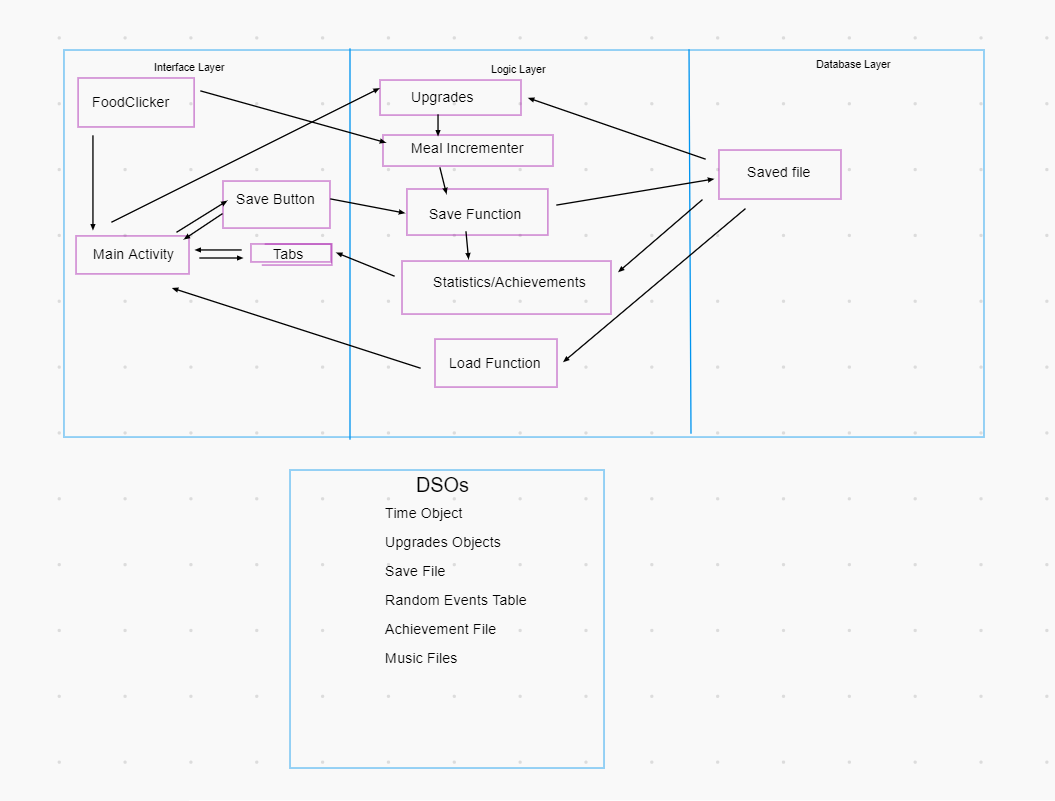 Interface Layer
Logic Layer
Database Layer
FoodClicker
Upgrades
Meal Incrementer
Saved file
Save Button
Save Function
Main Activity
Tabs
Statistics/Achievements
Load Function
DSOs
Time Object
Upgrades Objects
Save File
Random Events Table
Achievement File
Music Files